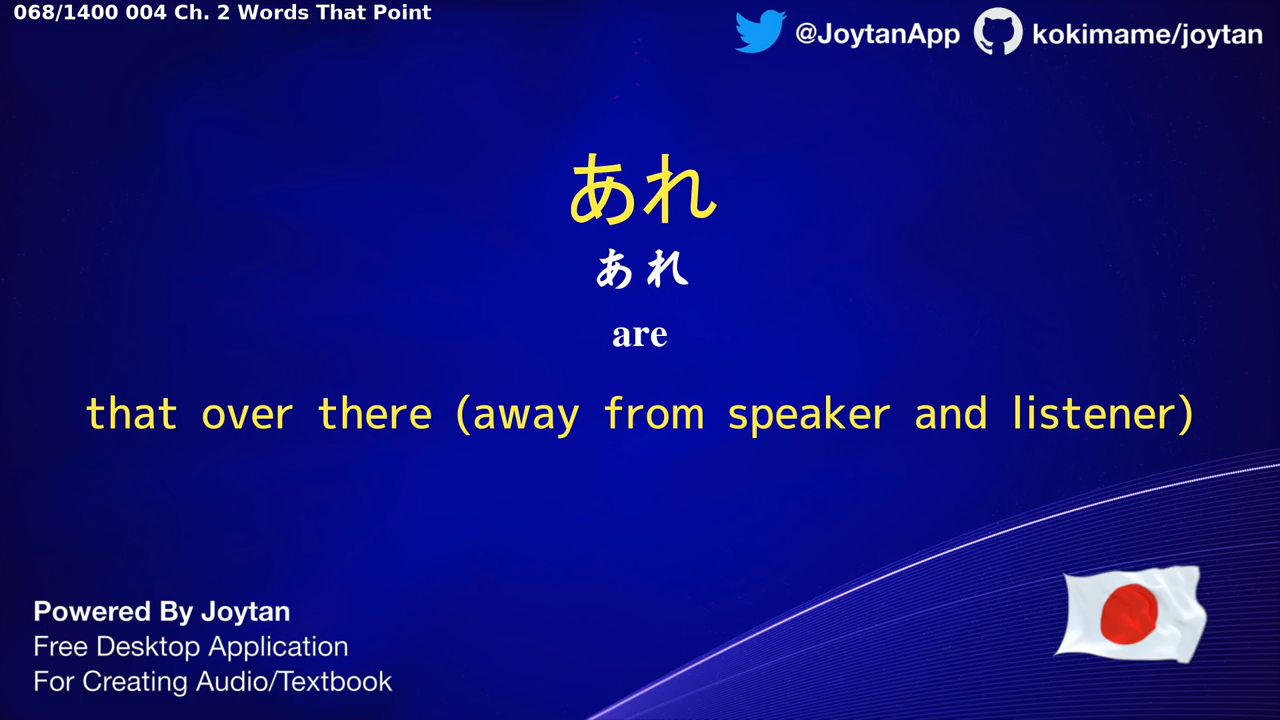 068/1400 004 Ch. 2 Words That Point
@JoytanApp kokimame/joytan
あれ
あれ
are
that over there (away from speaker and listener)
Powered By Joytan
Free Desktop Application
For Creating Audio/Textbook